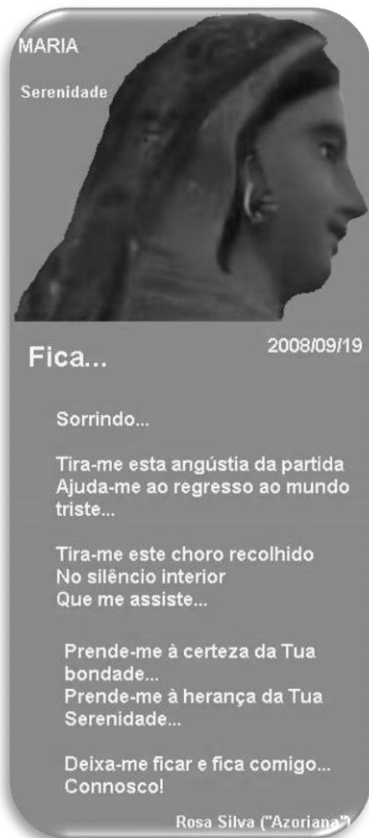 MARIA
Serenidade
2008/09/19
Fica...
Sorrindo...
Tira-me esta angústia da partida
Ajuda-me ao regresso ao mundo
triste...
Tira-me este choro recolhido
No silêncio interior
Que me assiste...
Prende-me à certeza da Tua
bondade...
Prende-me à herança da Tua
Serenidade...
Deixa-me ficar e fica comigo...
Connosco!
Rosa Silva ("Azoriana")